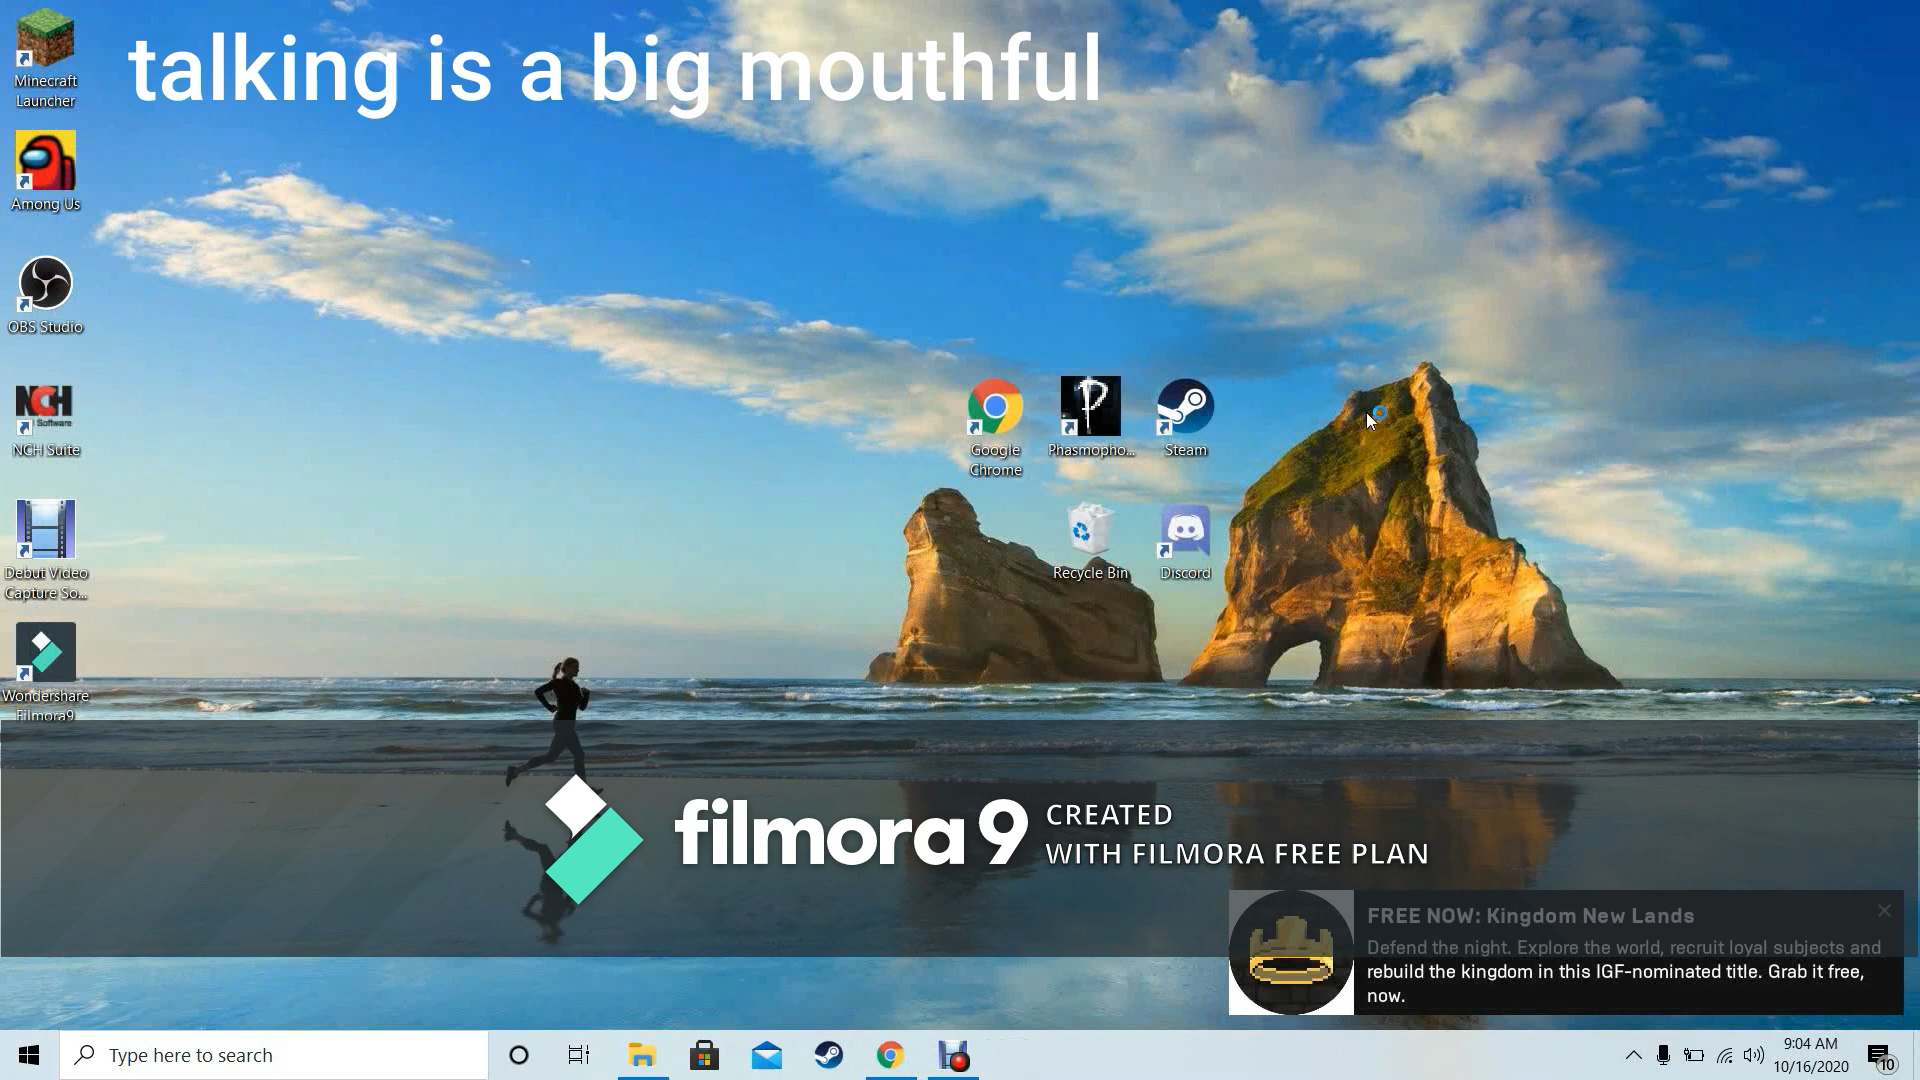 talking is a big mouthful
Minecraft
Launcher
Among Us
OBS Studio
NCH
Software
NCH Suite
Debut Video
Capture So...
Wondershare
Filmora9
Google
Chrome
Phasmopho...
Steam
Recycle Bin
Discord
filmora 9
CREATED
WITH FILMORA FREE PLAN
FREE NOW: Kingdom New Lands
Defend the night. Explore the world, recruit loyal subjects and
rebuild the kingdom in this IGF-nominated title. Grab it free,
now.
Type here to search
9:04 AM
10/16/2020
10